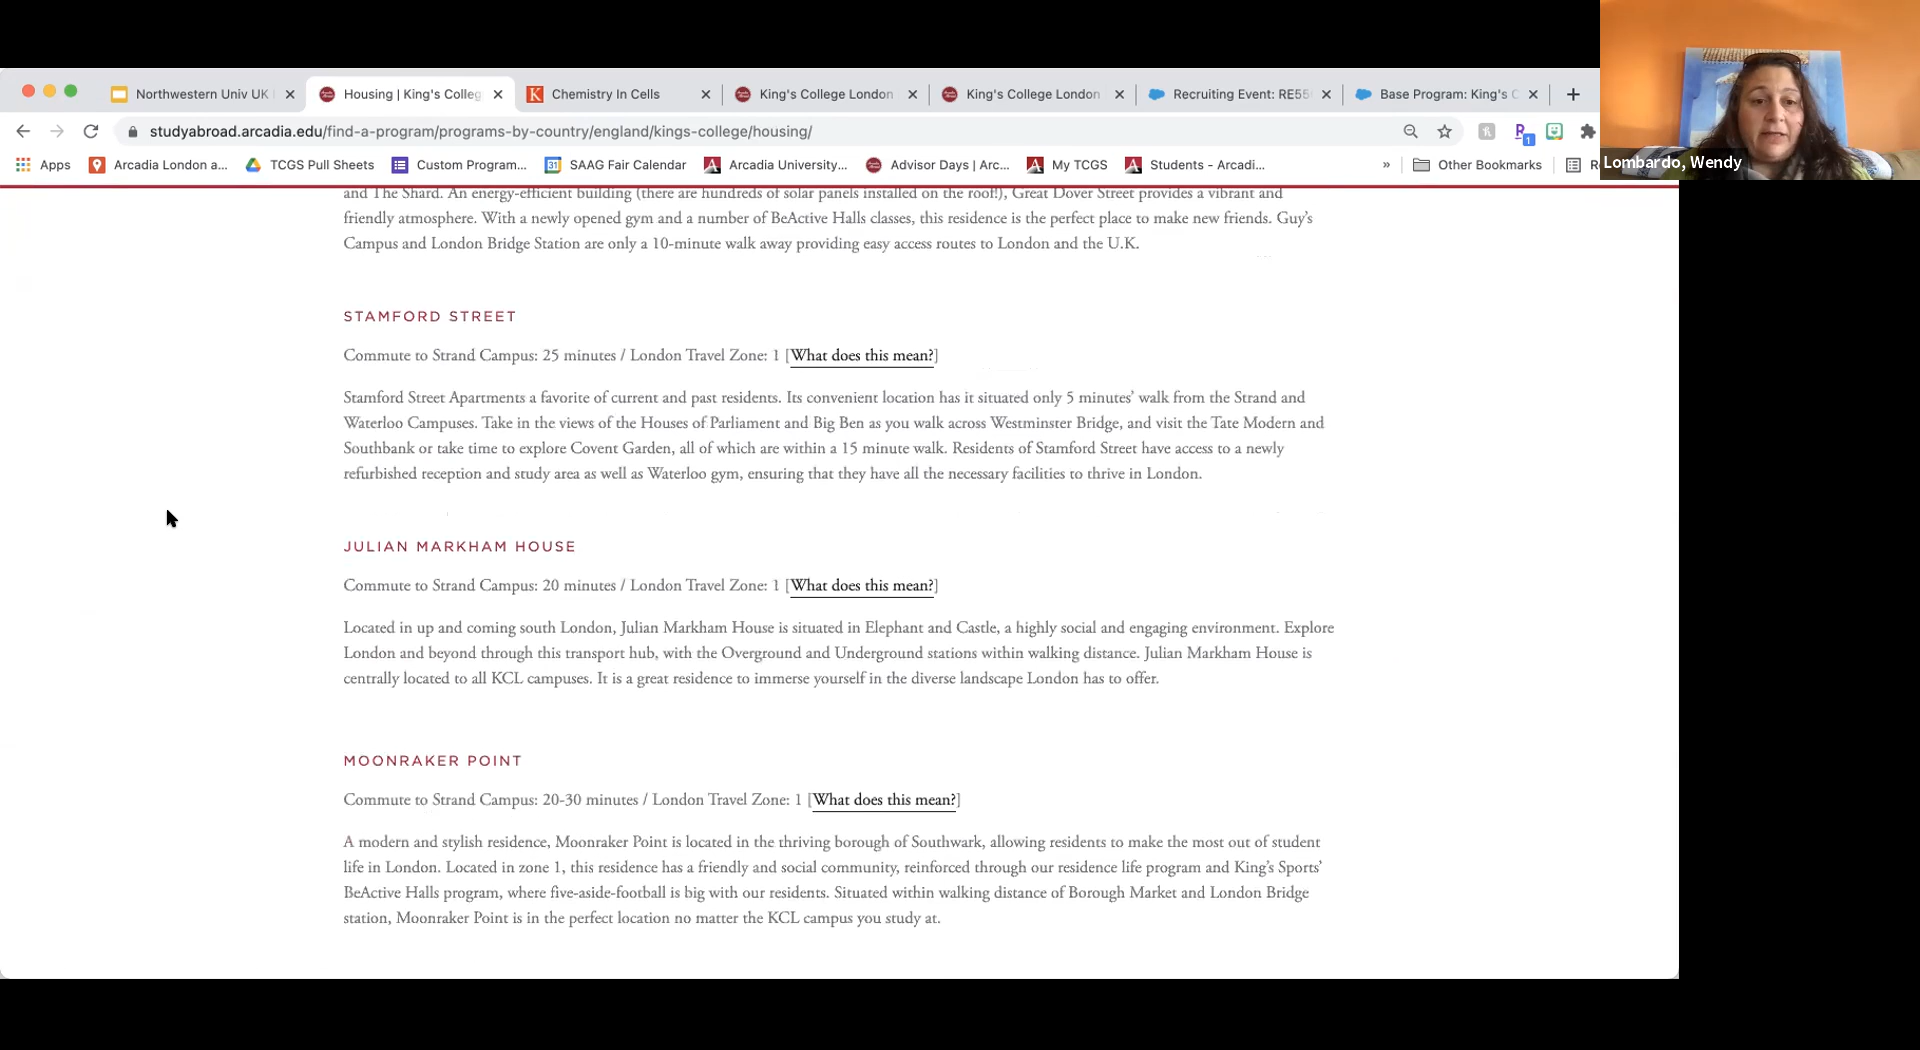 Northwestern Univ UK
Housing | King's Colleg
Chemistry In Cells
King's College London
King's College London
Recruiting Event: RE55
Base Program: King's C
studyabroad.arcadia.edu/find-a-program/programs-by-country/england/kings-college/housing/
1
Apps
Arcadia London a...
TCGS Pull Sheets
Custom Program...
31
SAAG Fair Calendar
Arcadia University...
Advisor Days | Arc...
My TCGS
Students - Arcadi...
»
Other Bookmarks
Lombardo, Wendy
and The Shard. An energy-efficient building (there are hundreds of solar panels installed on the roof!), Great Dover Street provides a vibrant and
friendly atmosphere. With a newly opened gym and a number of BeActive Halls classes, this residence is the perfect place to make new friends. Guy's
Campus and London Bridge Station are only a 10-minute walk away providing easy access routes to London and the U.K.
STAMFORD STREET
Commute to Strand Campus: 25 minutes / London Travel Zone: 1 [What does this mean?]
Stamford Street Apartments a favorite of current and past residents. Its convenient location has it situated only 5 minutes' walk from the Strand and
Waterloo Campuses. Take in the views of the Houses of Parliament and Big Ben as you walk across Westminster Bridge, and visit the Tate Modern and
Southbank or take time to explore Covent Garden, all of which are within a 15 minute walk. Residents of Stamford Street have access to a newly
refurbished reception and study area as well as Waterloo gym, ensuring that they have all the necessary facilities to thrive in London.
JULIAN MARKHAM HOUSE
Commute to Strand Campus: 20 minutes / London Travel Zone: 1 [What does this mean?]
Located in up and coming south London, Julian Markham House is situated in Elephant and Castle, a highly social and engaging environment. Explore
London and beyond through this transport hub, with the Overground and Underground stations within walking distance. Julian Markham House is
centrally located to all KCL campuses. It is a great residence to immerse yourself in the diverse landscape London has to offer.
MOONRAKER POINT
Commute to Strand Campus: 20-30 minutes / London Travel Zone: 1 [What does this mean?]
A modern and stylish residence, Moonraker Point is located in the thriving borough of Southwark, allowing residents to make the most out of student
life in London. Located in zone 1, this residence has a friendly and social community, reinforced through our residence life program and King's Sports'
BeActive Halls program, where five-aside-football is big with our residents. Situated within walking distance of Borough Market and London Bridge
station, Moonraker Point is in the perfect location no matter the KCL campus you study at.